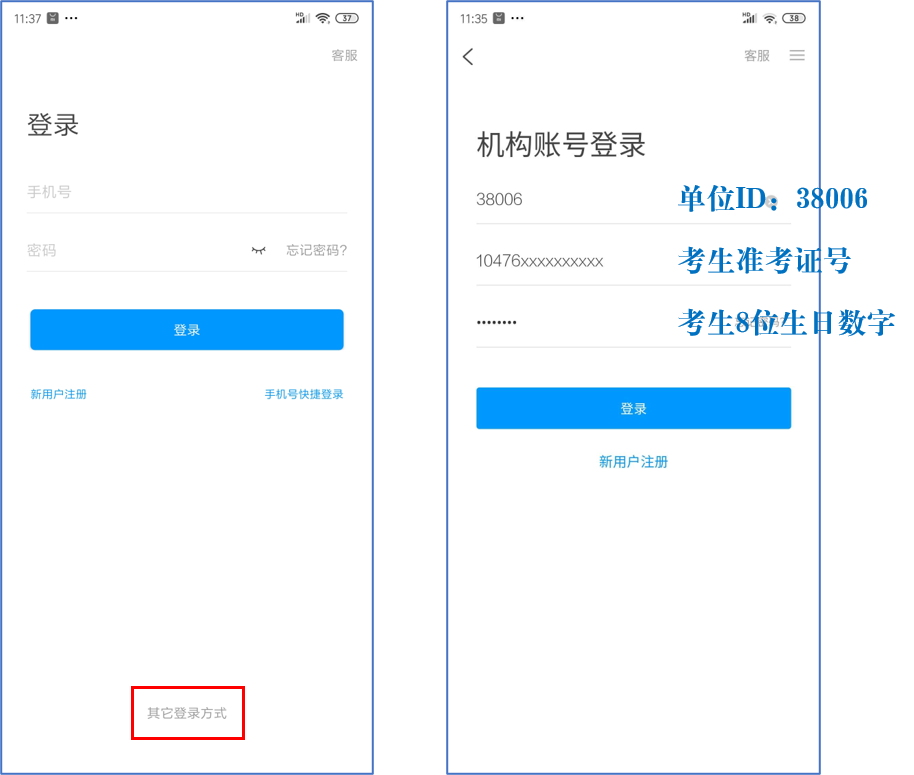 11:37
HD
37
客服
登录
手机号
密码
忘记密码?
登录
新用户注册
手机号快捷登录
其它登录方式
11:35
HD
38
客服
机构账号登录
38006
单位ID：38006
10476xxxxxxxxxx
考生准考证号
考生8位生日数字
登录
新用户注册